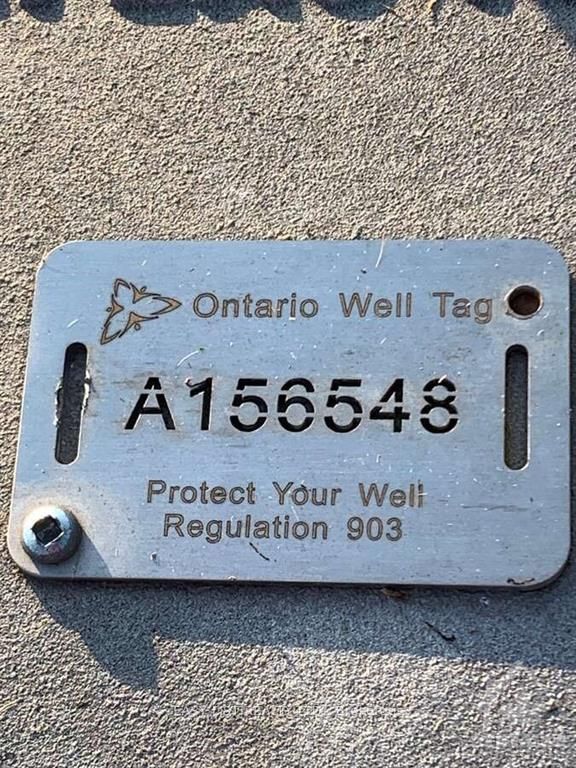 Ontario Well Tag
A156548
Protect Your Well
Regulation 903